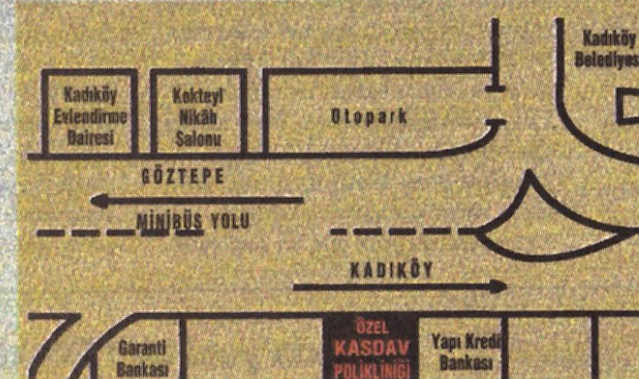 Kadıköy
Evlendirme
Dairesi
Kokteyl
Nikâh
Salonu
Otopark
Kadıköy
Belediyes
GÖZTEPE
MİNİBÜS YOLU
KADIKÖY
Garanti
Bankası
ÖZEL
KASDAV
POLİKLİNİĞİ
Yapı Kredi
Bankası